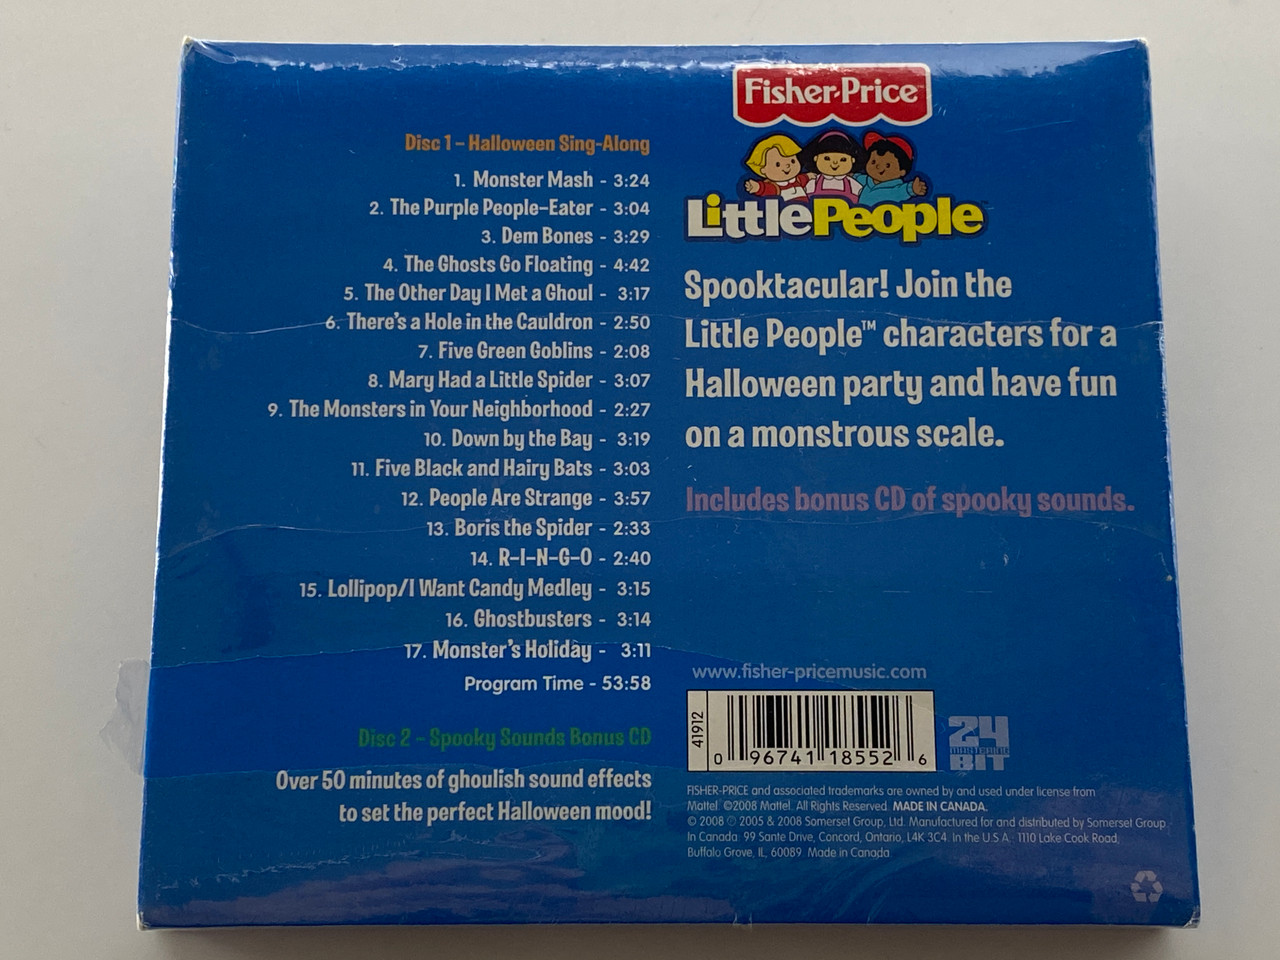 Disc 1 – Halloween Sing-Along
1. Monster Mash - 3:24
2. The Purple People-Eater - 3:04
3. Dem Bones - 3:29
4. The Ghosts Go Floating - 4:42
5. The Other Day I Met a Ghoul - 3:17
6. There's a Hole in the Cauldron - 2:50
7. Five Green Goblins - 2:08
8. Mary Had a Little Spider - 3:07
9. The Monsters in Your Neighborhood - 2:27
10. Down by the Bay - 3:19
11. Five Black and Hairy Bats - 3:03
12. People Are Strange - 3:57
13. Boris the Spider - 2:33
14. R-I-N-G-O - 2:40
15. Lollipop/I Want Candy Medley - 3:15
16. Ghostbusters - 3:14
17. Monster's Holiday - 3:11
Program Time - 53:58
Disc 2 – Spooky Sounds Bonus CD
Over 50 minutes of ghoulish sound effects
to set the perfect Halloween mood!
Fisher-Price
Little People
Spooktacular! Join the
Little People™ characters for a
Halloween party and have fun
on a monstrous scale.
Includes bonus CD of spooky sounds.
www.fisher-pricemusic.com
41912
0 96741 18552 6
24
BIT
FISHER-PRICE and associated trademarks are owned by and used under license from
Mattel. ©2008 Mattel. All Rights Reserved. MADE IN CANADA.
© 2008 ℗ 2005 & 2008 Somerset Group, Ltd. Manufactured for and distributed by Somerset Group.
In Canada: 99 Sante Drive, Concord, Ontario, L4K 3C4. In the U.S.A.: 1110 Lake Cook Road,
Buffalo Grove, IL, 60089. Made in Canada